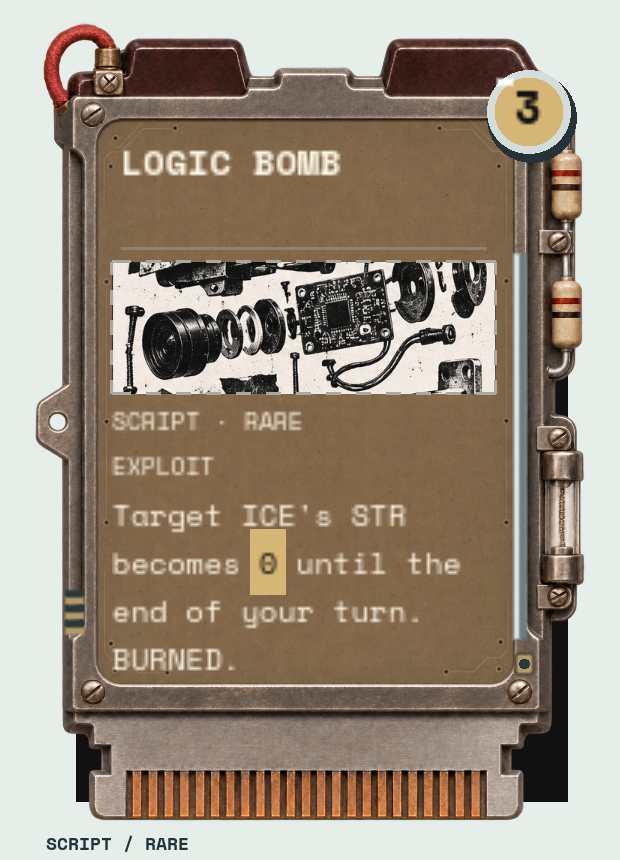 3
LOGIC BOMB
SCRIPT · RARE
EXPLOIT
Target ICE's STR
becomes 0 until the
end of your turn.
BURNED.
SCRIPT / RARE